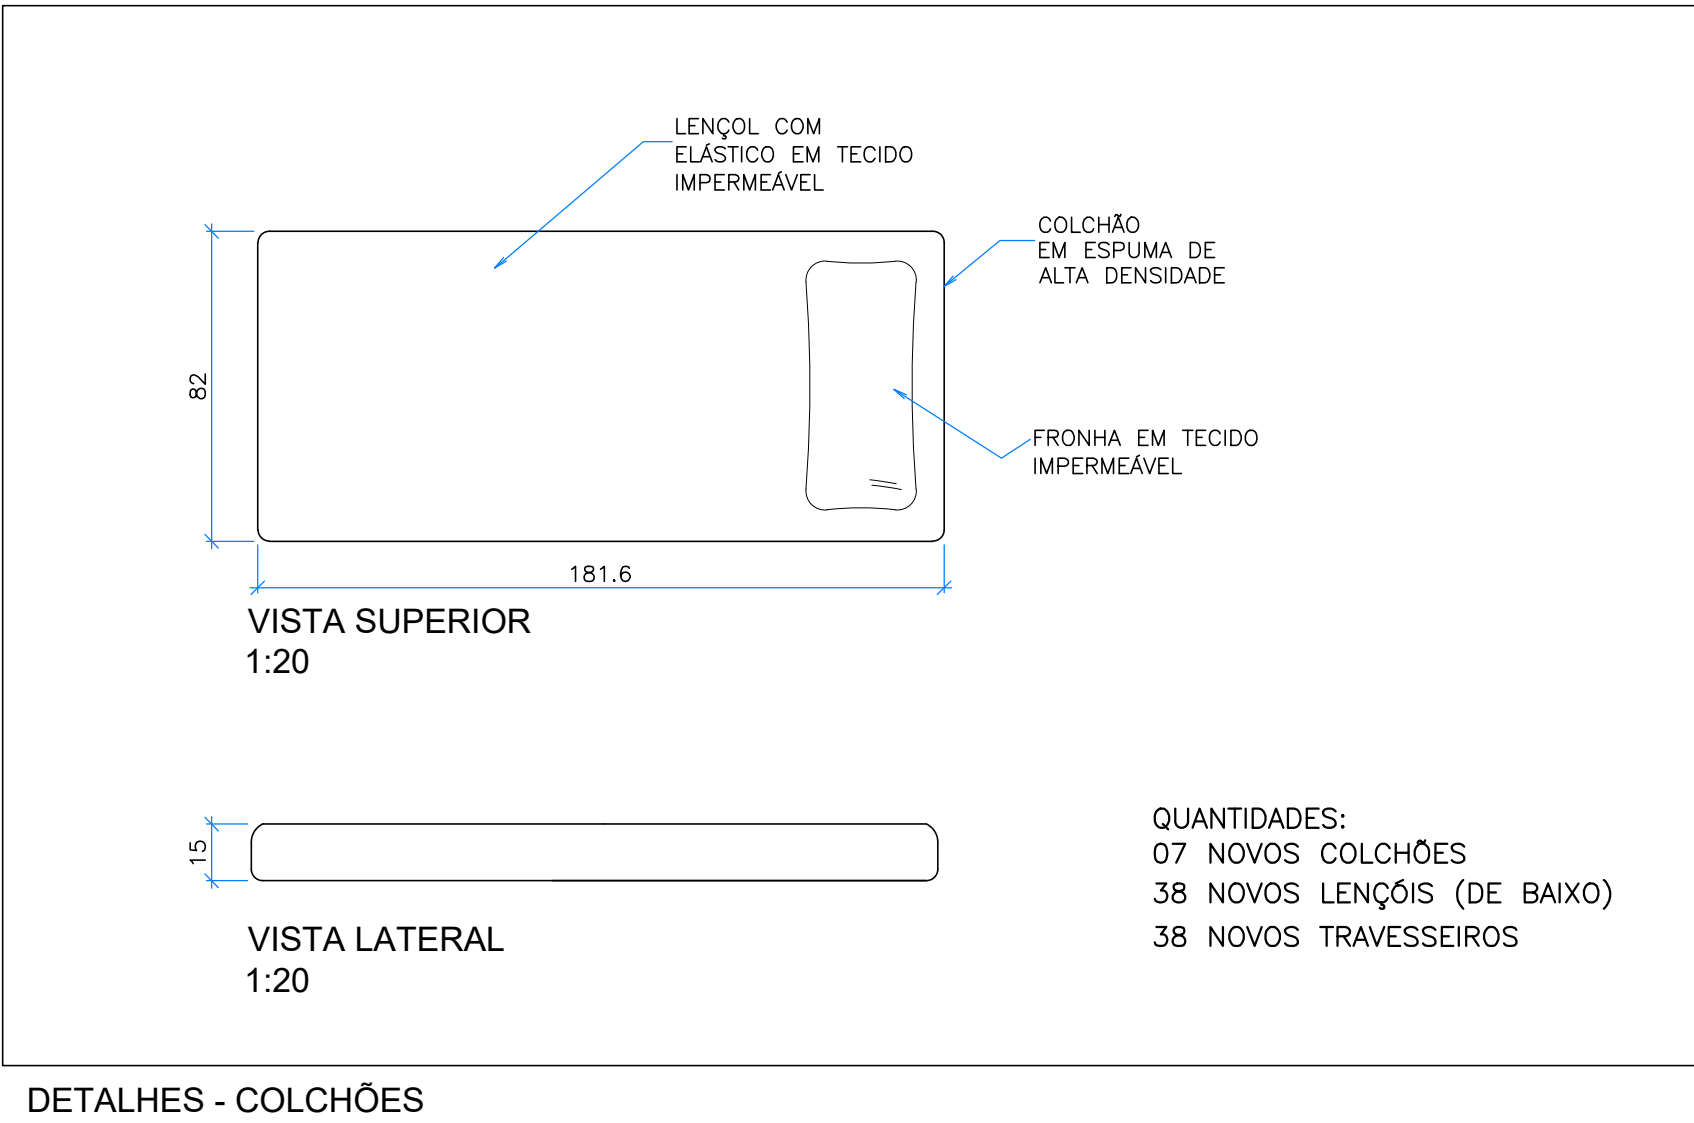 LENÇOL COM
ELÁSTICO EM TECIDO
IMPERMEÁVEL
COLCHÃO
EM ESPUMA DE
ALTA DENSIDADE
82
FRONHA EM TECIDO
IMPERMEÁVEL
181.6
VISTA SUPERIOR
1:20
15
VISTA LATERAL
1:20
QUANTIDADES:
07 NOVOS COLCHÕES
38 NOVOS LENÇÓIS (DE BAIXO)
38 NOVOS TRAVESSEIROS
DETALHES - COLCHÕES